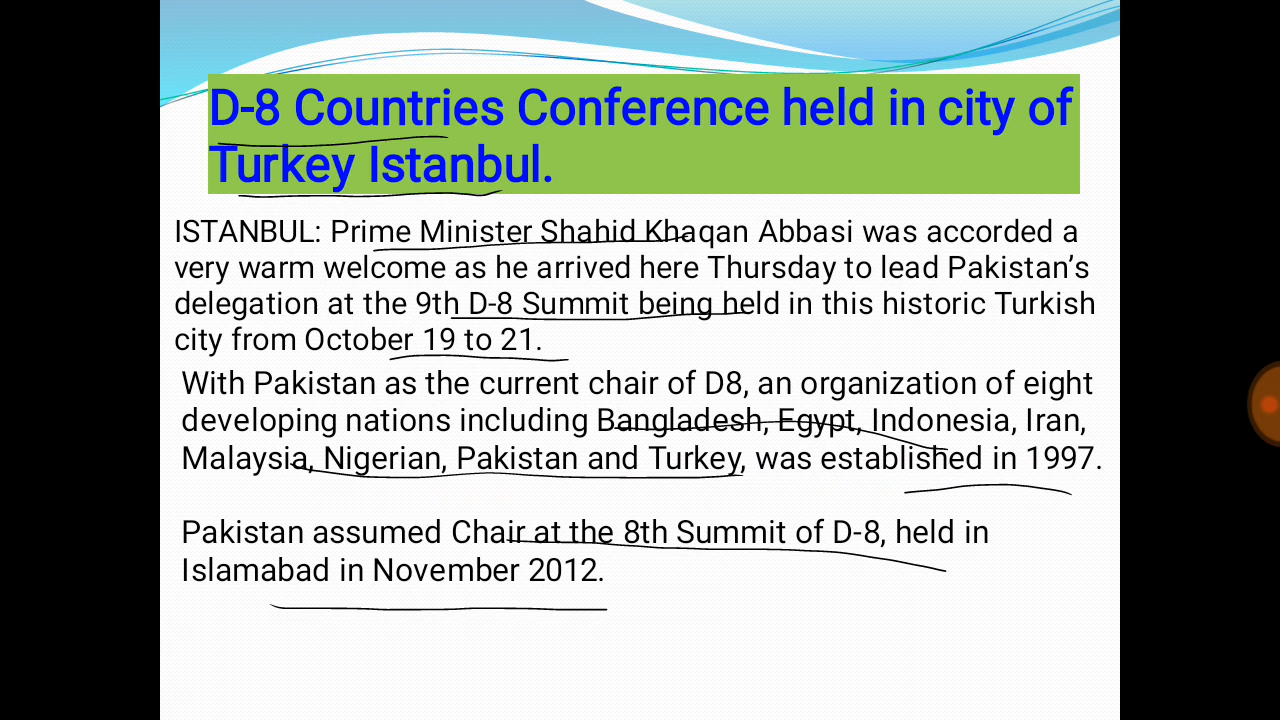 D-8 Countries Conference held in city of
Turkey Istanbul.
ISTANBUL: Prime Minister Shahid Khaqan Abbasi was accorded a
very warm welcome as he arrived here Thursday to lead Pakistan’s
delegation at the 9th D-8 Summit being held in this historic Turkish
city from October 19 to 21.
With Pakistan as the current chair of D8, an organization of eight
developing nations including Bangladesh, Egypt, Indonesia, Iran,
Malaysia, Nigerian, Pakistan and Turkey, was established in 1997.
Pakistan assumed Chair at the 8th Summit of D-8, held in
Islamabad in November 2012.